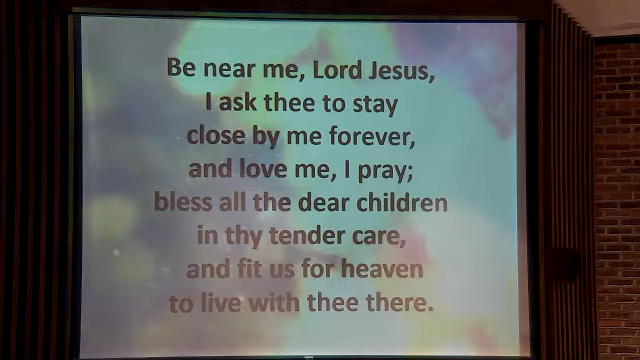 Be near me, Lord Jesus,
I ask thee to stay
close by me forever,
and love me, I pray;
bless all the dear children
in thy tender care,
and fit us for heaven
to live with thee there.